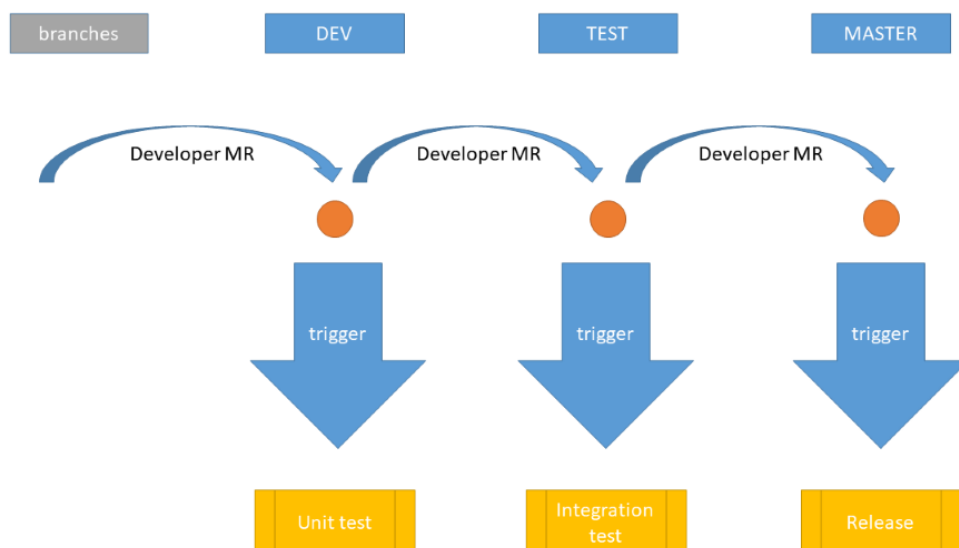 branches
DEV
TEST
MASTER
Developer MR
Developer MR
Developer MR
trigger
trigger
trigger
Unit test
Integration
test
Release